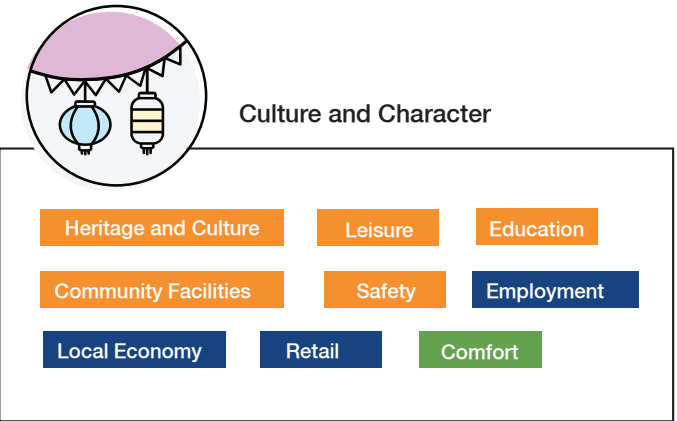 Culture and Character
Heritage and Culture
Leisure
Education
Community Facilities
Safety
Employment
Local Economy
Retail
Comfort